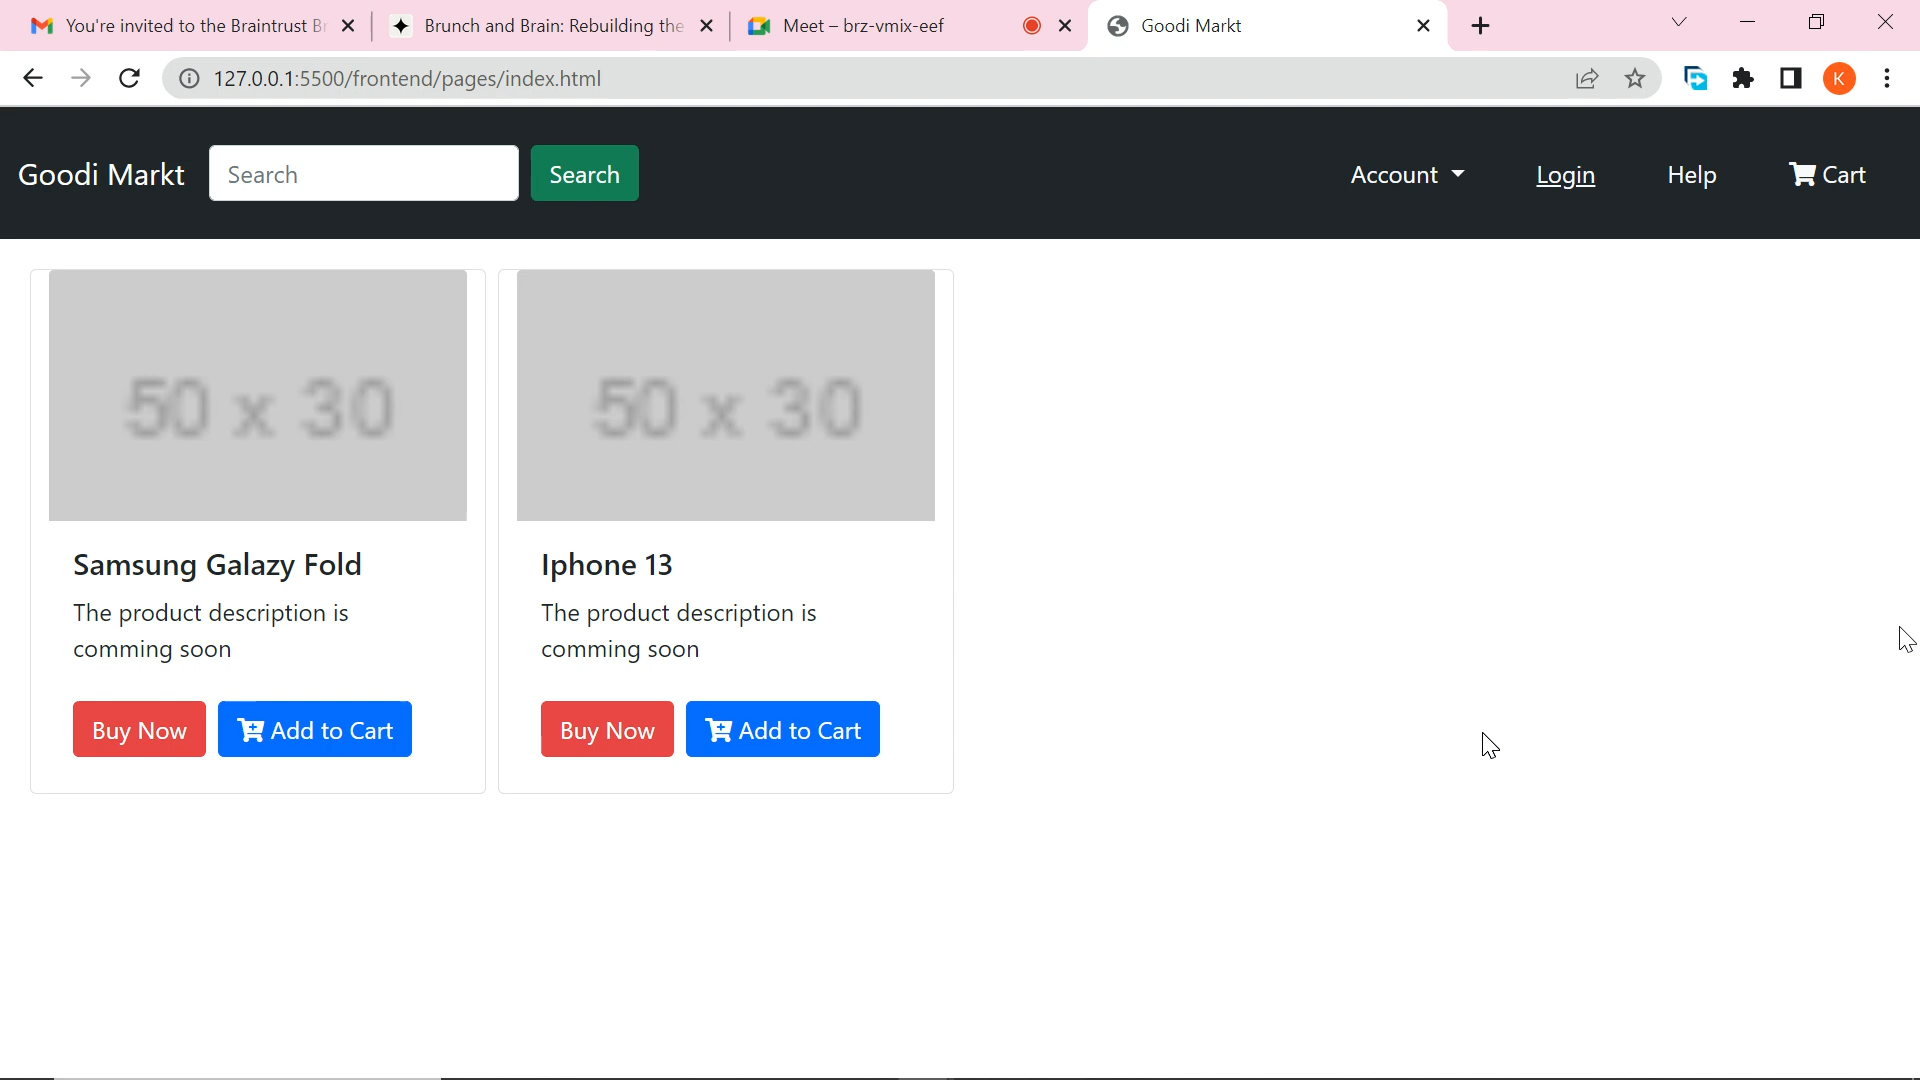 You're invited to the Braintrust Br
Brunch and Brain: Rebuilding the
Meet – brz-vmix-eef
Goodi Markt
127.0.0.1:5500/frontend/pages/index.html
K
Goodi Markt
Search
Search
Account
Login
Help
Cart
50 x 30
50 x 30
Samsung Galazy Fold
The product description is
comming soon
Buy Now
Add to Cart
Iphone 13
The product description is
comming soon
Buy Now
Add to Cart